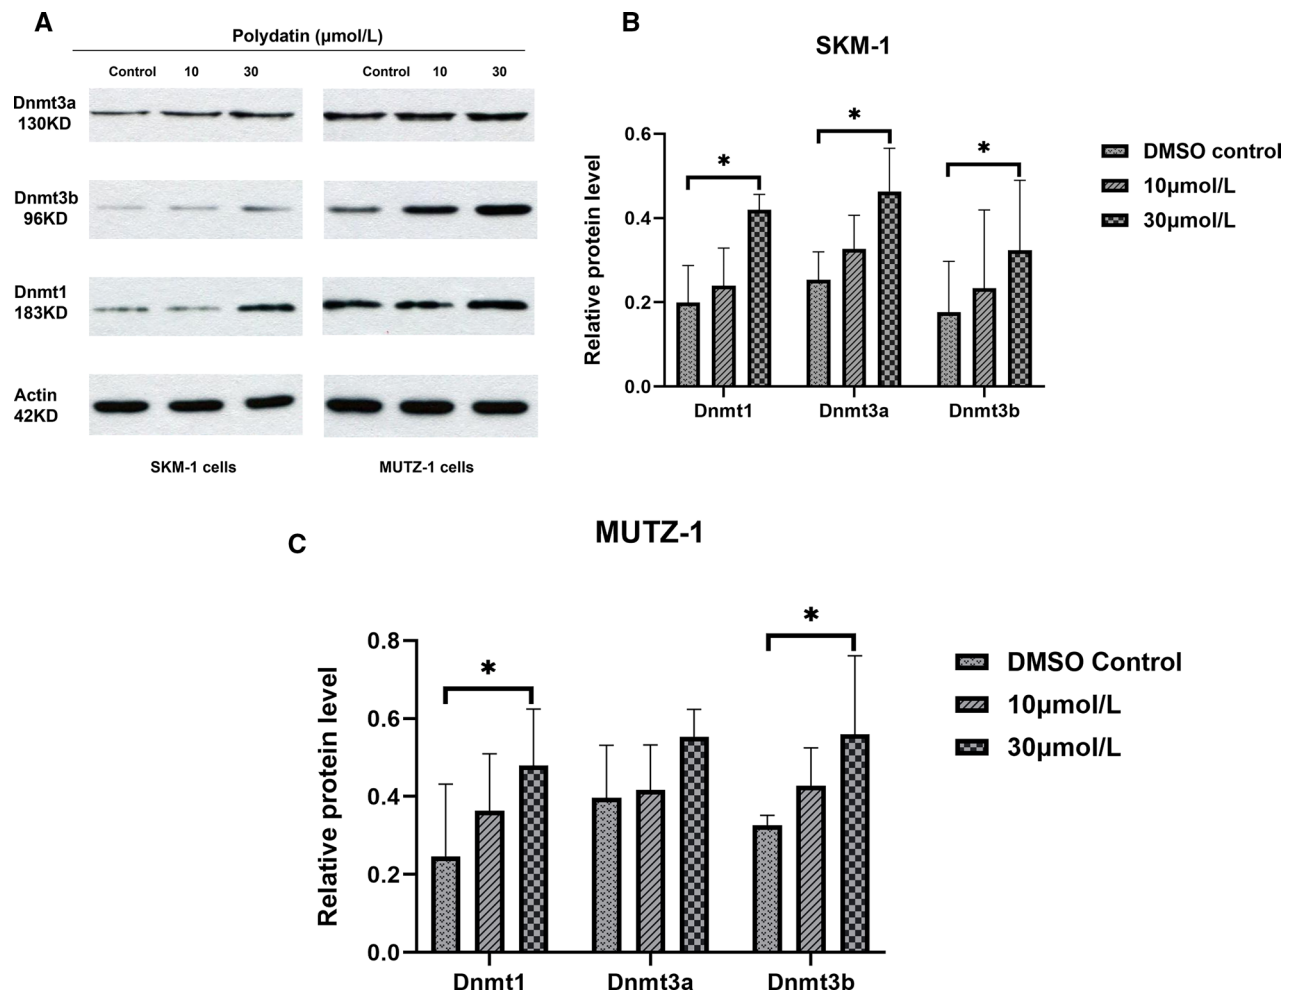 A
Polydatin (µmol/L)
Control 10 30 Control 10 30
Dnmt3a
130KD
Dnmt3b
96KD
Dnmt1
183KD
Actin
42KD
SKM-1 cells MUTZ-1 cells
B
SKM-1
Relative protein level
0.6
0.4
0.2
0.0
*
*
*
Dnmt1 Dnmt3a Dnmt3b
DMSO control
10µmol/L
30µmol/L
C
MUTZ-1
Relative protein level
0.8
0.6
0.4
0.2
0.0
*
*
Dnmt1 Dnmt3a Dnmt3b
DMSO Control
10µmol/L
30µmol/L